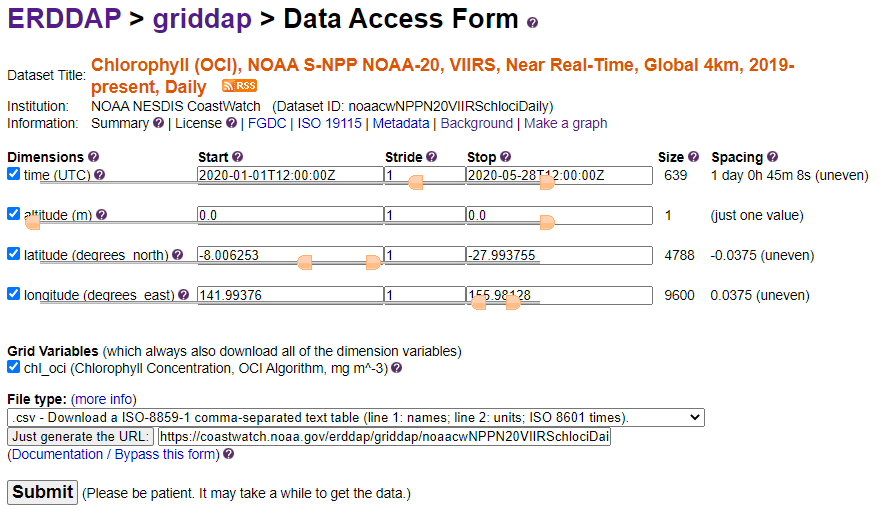 ERDDAP > griddap > Data Access Form ?
Dataset Title: Chlorophyll (OCI), NOAA S-NPP NOAA-20, VIIRS, Near Real-Time, Global 4km, 2019-
present, Daily RSS
Institution: NOAA NESDIS CoastWatch (Dataset ID: noaacwNPPN20VIIRSchlociDaily)
Information: Summary ? | License ? | FGDC | ISO 19115 | Metadata | Background | Make a graph
Dimensions ? Start ? Stride ? Stop ? Size ? Spacing ?
time (UTC) ? 2020-01-01T12:00:00Z 1 2020-05-28T12:00:00Z 639 1 day 0h 45m 8s (uneven)
altitude (m) ? 0.0 1 0.0 1 (just one value)
latitude (degrees_north) ? -8.006253 1 -27.993755 4788 -0.0375 (uneven)
longitude (degrees_east) ? 141.99376 1 155.98128 9600 0.0375 (uneven)
Grid Variables (which always also download all of the dimension variables)
chl_oci (Chlorophyll Concentration, OCI Algorithm, mg m^-3) ?
File type: (more info)
.csv - Download a ISO-8859-1 comma-separated text table (line 1: names; line 2: units; ISO 8601 times).
Just generate the URL: https://coastwatch.noaa.gov/erddap/griddap/noaacwNPPN20VIIRSchlociDai
(Documentation / Bypass this form) ?
Submit (Please be patient. It may take a while to get the data.)